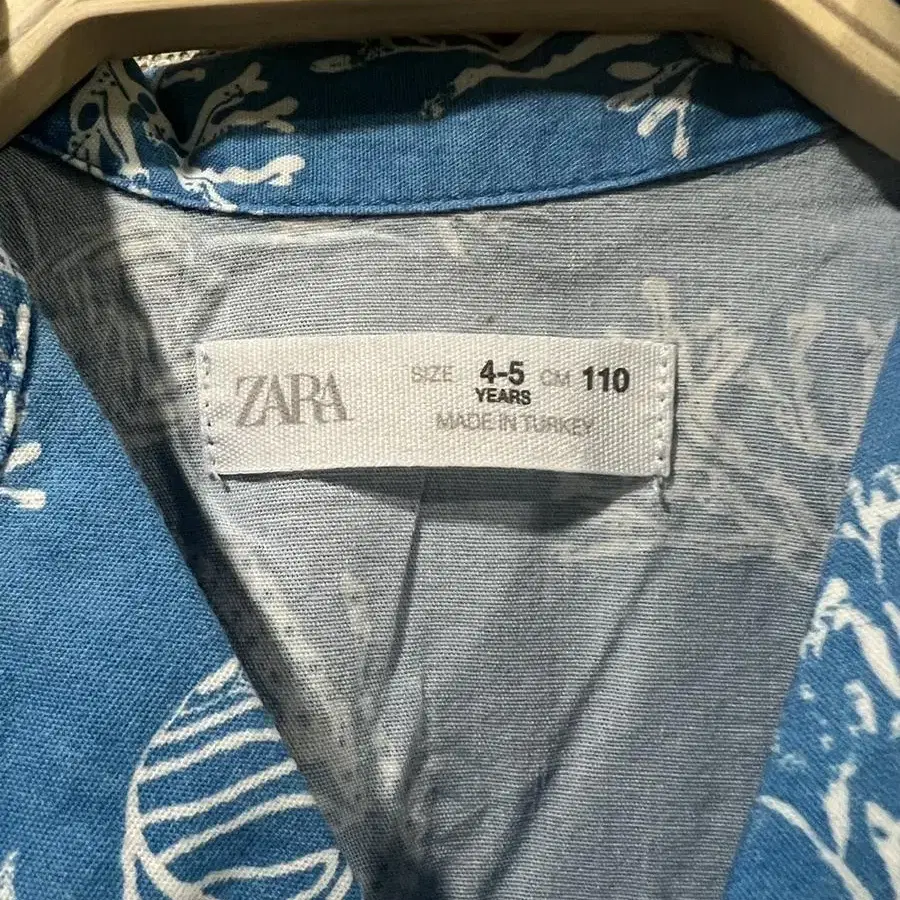 ZARA
SIZE 4-5 CM 110
YEARS
MADE IN TURKEY